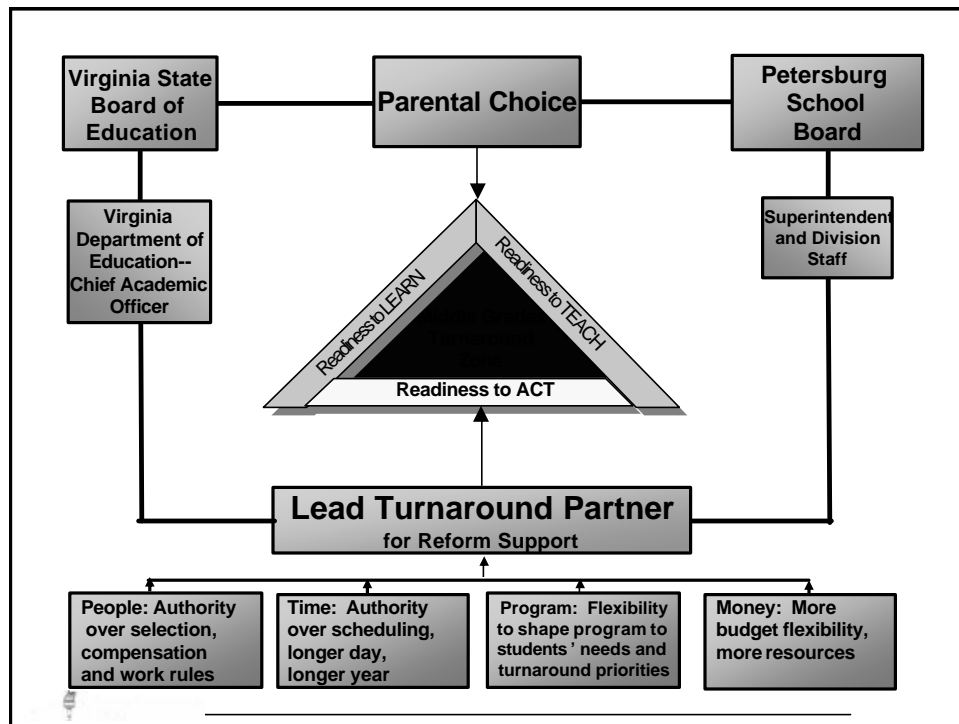 Virginia State
Board of
Education
Parental Choice
Petersburg
School
Board
Virginia
Department of
Education--
Chief Academic
Officer
Superintendent
and Division
Staff
Readiness to LEARN
Readiness to TEACH
Turnaround
Zone
Readiness to ACT
Lead Turnaround Partner
for Reform Support
People: Authority
over selection,
compensation
and work rules
Time: Authority
over scheduling,
longer day,
longer year
Program: Flexibility
to shape program to
students ’ needs and
turnaround priorities
Money: More
budget flexibility,
more resources